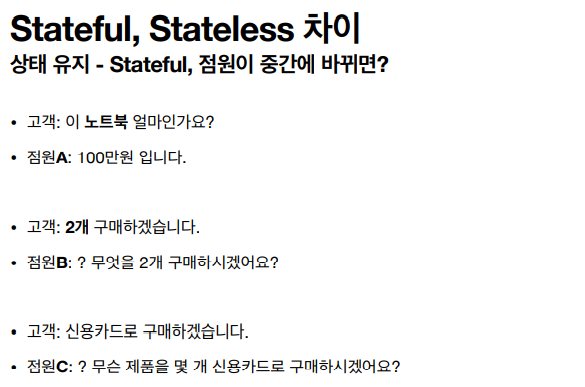 Stateful, Stateless 차이
상태 유지 - Stateful, 점원이 중간에 바뀌면?
• 고객: 이 노트북 얼마인가요?
• 점원A: 100만원 입니다.
• 고객: 2개 구매하겠습니다.
• 점원B: ? 무엇을 2개 구매하시겠어요?
• 고객: 신용카드로 구매하겠습니다.
• 점원C: ? 무슨 제품을 몇 개 신용카드로 구매하시겠어요?